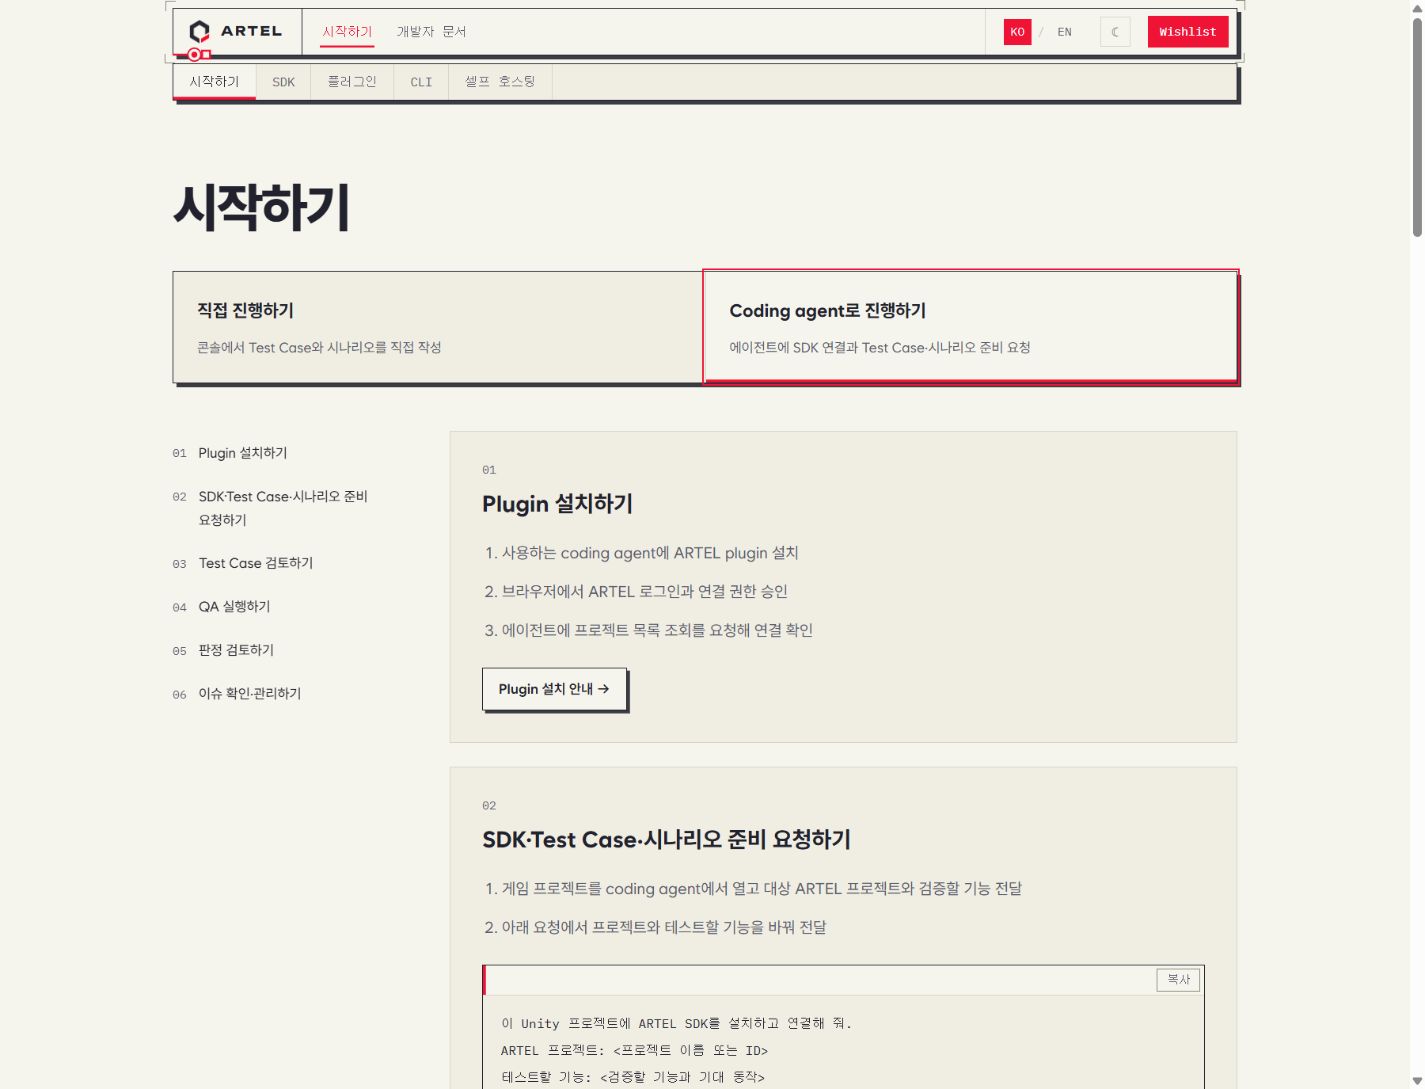 ARTEL
시작하기
개발자 문서
KO / EN
Wishlist
시작하기
SDK
플러그인
CLI
셀프 호스팅
시작하기
직접 진행하기
콘솔에서 Test Case와 시나리오를 직접 작성
Coding agent로 진행하기
에이전트에 SDK 연결과 Test Case·시나리오 준비 요청
01 Plugin 설치하기
02 SDK·Test Case·시나리오 준비
요청하기
03 Test Case 검토하기
04 QA 실행하기
05 판정 검토하기
06 이슈 확인·관리하기
01
Plugin 설치하기
1. 사용하는 coding agent에 ARTEL plugin 설치
2. 브라우저에서 ARTEL 로그인과 연결 권한 승인
3. 에이전트에 프로젝트 목록 조회를 요청해 연결 확인
Plugin 설치 안내 →
02
SDK·Test Case·시나리오 준비 요청하기
1. 게임 프로젝트를 coding agent에서 열고 대상 ARTEL 프로젝트와 검증할 기능 전달
2. 아래 요청에서 프로젝트와 테스트할 기능을 바꿔 전달
복사
이 Unity 프로젝트에 ARTEL SDK를 설치하고 연결해 줘.
ARTEL 프로젝트: <프로젝트 이름 또는 ID>
테스트할 기능: <검증할 기능과 기대 동작>